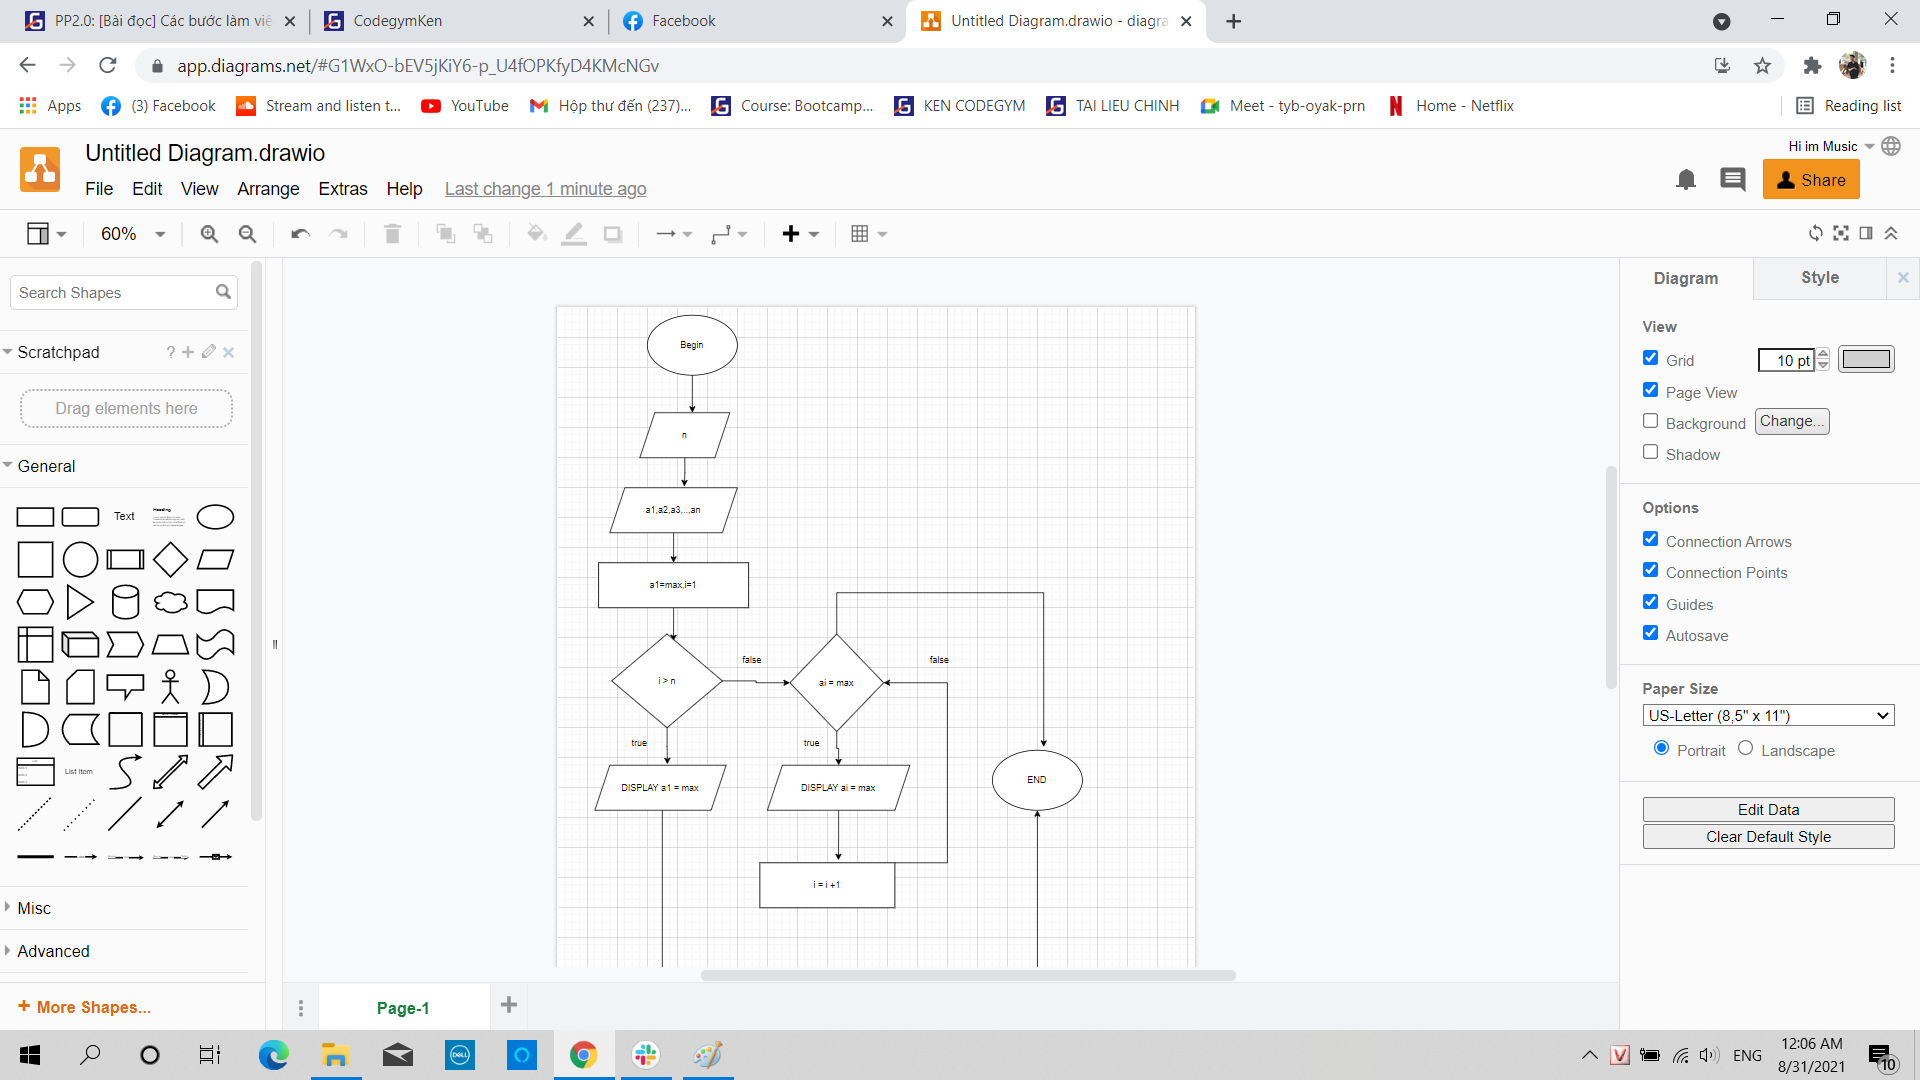 PP2.0: [Bài đọc] Các bước làm việ
CodegymKen
Facebook
Untitled Diagram.drawio - diagra
app.diagrams.net/#G1WxO-bEV5jKiY6-p_U4fOPKfyD4KMcNGv
Apps
(3) Facebook
Stream and listen t...
YouTube
Hộp thư đến (237)...
Course: Bootcamp...
KEN CODEGYM
TAI LIEU CHINH
Meet - tyb-oyak-prn
Home - Netflix
Reading list
Untitled Diagram.drawio
Hi im Music
File Edit View Arrange Extras Help Last change 1 minute ago
Share
60%
Search Shapes
Scratchpad
?
Drag elements here
General
Text
Heading
List Item
Misc
Advanced
+ More Shapes...
Begin
n
a1,a2,a3,...,an
a1=max,i=1
i > n
false
ai = max
false
true
true
DISPLAY a1 = max
DISPLAY ai = max
END
i = i +1
Page-1
Diagram
Style
View
Grid
10 pt
Page View
Background
Change...
Shadow
Options
Connection Arrows
Connection Points
Guides
Autosave
Paper Size
US-Letter (8,5" x 11")
Portrait
Landscape
Edit Data
Clear Default Style
DELL
V
ENG
12:06 AM
8/31/2021
10